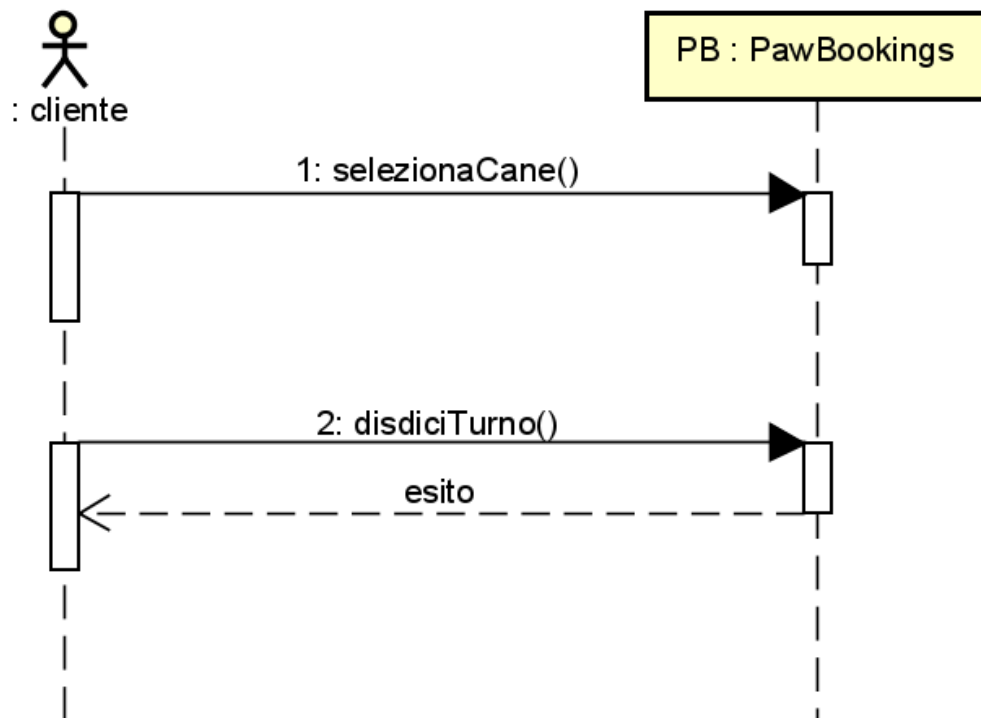 : cliente
PB : PawBookings
1: selezionaCane()
2: disdiciTurno()
esito